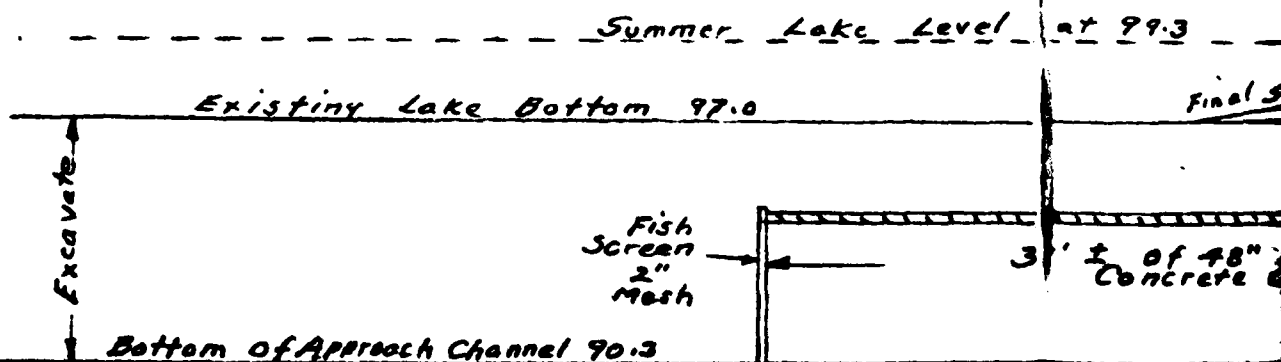 Summer Lake Level at 99.3
Existing Lake Bottom 97.0
Final
Excavate
Fish
Screen
2"
Mesh
of 48"
Concrete
Bottom of Approach Channel 90.3